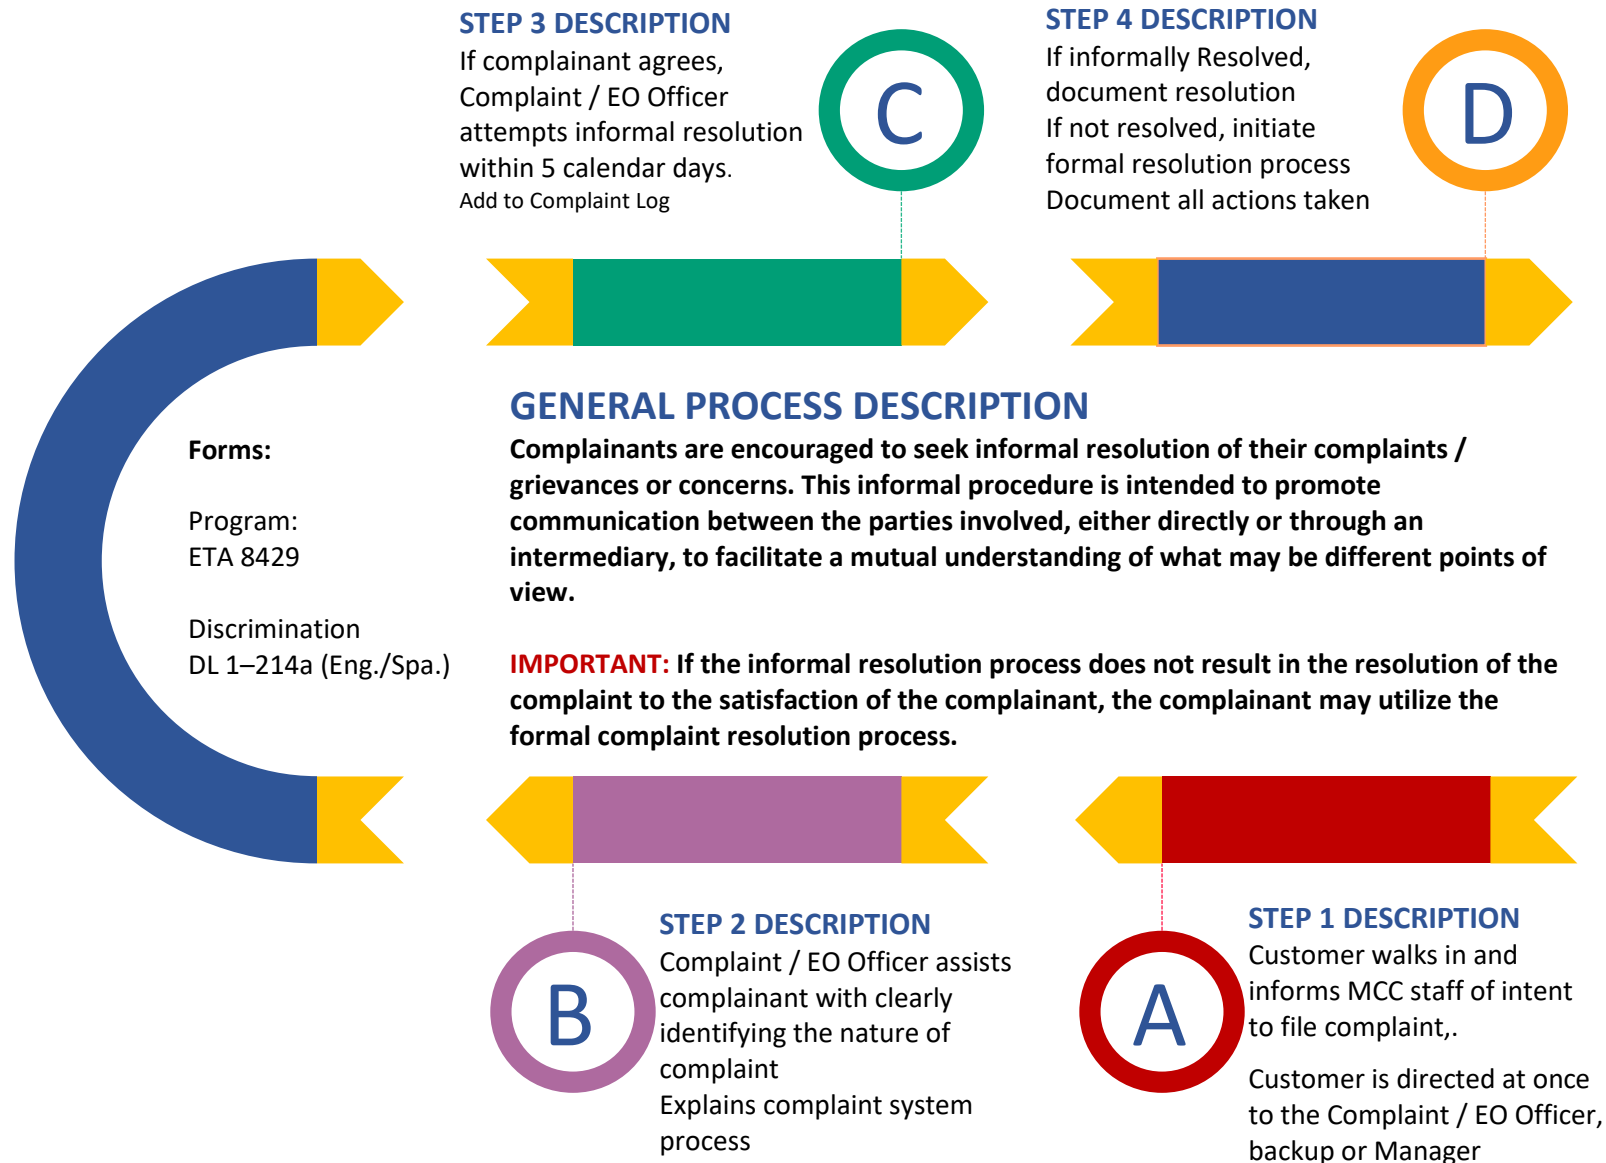 STEP 3 DESCRIPTION
If complainant agrees,
Complaint / EO Officer
attempts informal resolution
within 5 calendar days.
Add to Complaint Log
C
STEP 4 DESCRIPTION
If informally Resolved,
document resolution
If not resolved, initiate
formal resolution process
Document all actions taken
D
Forms:
Program:
ETA 8429
Discrimination
DL 1–214a (Eng./Spa.)
GENERAL PROCESS DESCRIPTION
Complainants are encouraged to seek informal resolution of their complaints /
grievances or concerns. This informal procedure is intended to promote
communication between the parties involved, either directly or through an
intermediary, to facilitate a mutual understanding of what may be different points of
view.
IMPORTANT: If the informal resolution process does not result in the resolution of the
complaint to the satisfaction of the complainant, the complainant may utilize the
formal complaint resolution process.
B
STEP 2 DESCRIPTION
Complaint / EO Officer assists
complainant with clearly
identifying the nature of
complaint
Explains complaint system
process
A
STEP 1 DESCRIPTION
Customer walks in and
informs MCC staff of intent
to file complaint,.
Customer is directed at once
to the Complaint / EO Officer,
backup or Manager